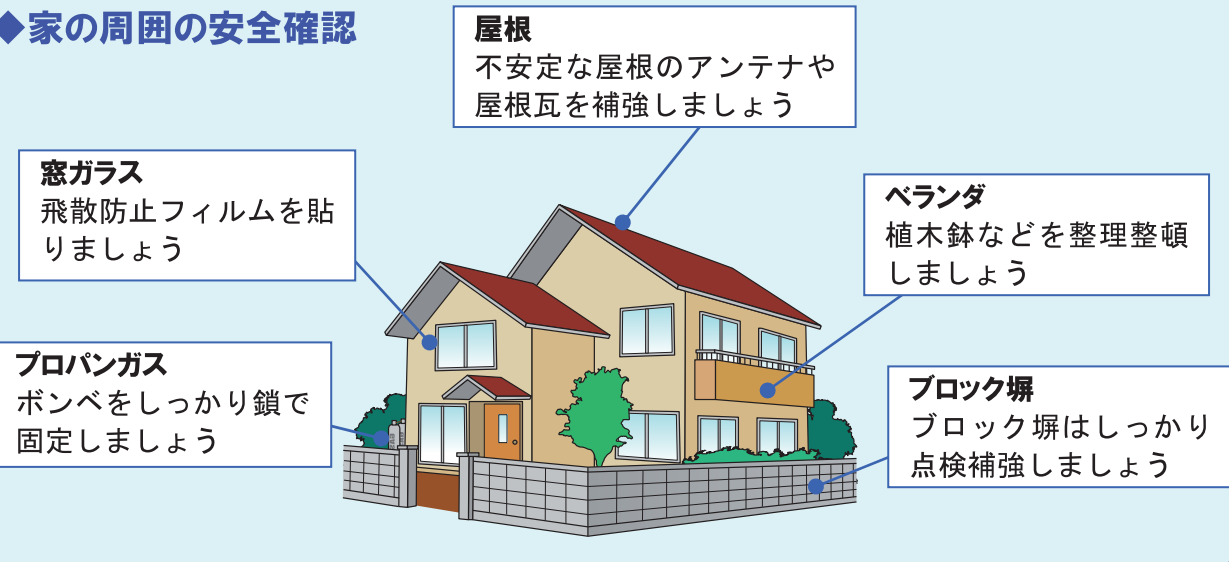 ◆家の周囲の安全確認
屋根
不安定な屋根のアンテナや
屋根瓦を補強しましょう
窓ガラス
飛散防止フィルムを貼
りましょう
ベランダ
植木鉢などを整理整頓
しましょう
プロパンガス
ボンベをしっかり鎖で
固定しましょう
ブロック塀
ブロック塀はしっかり
点検補強しましょう